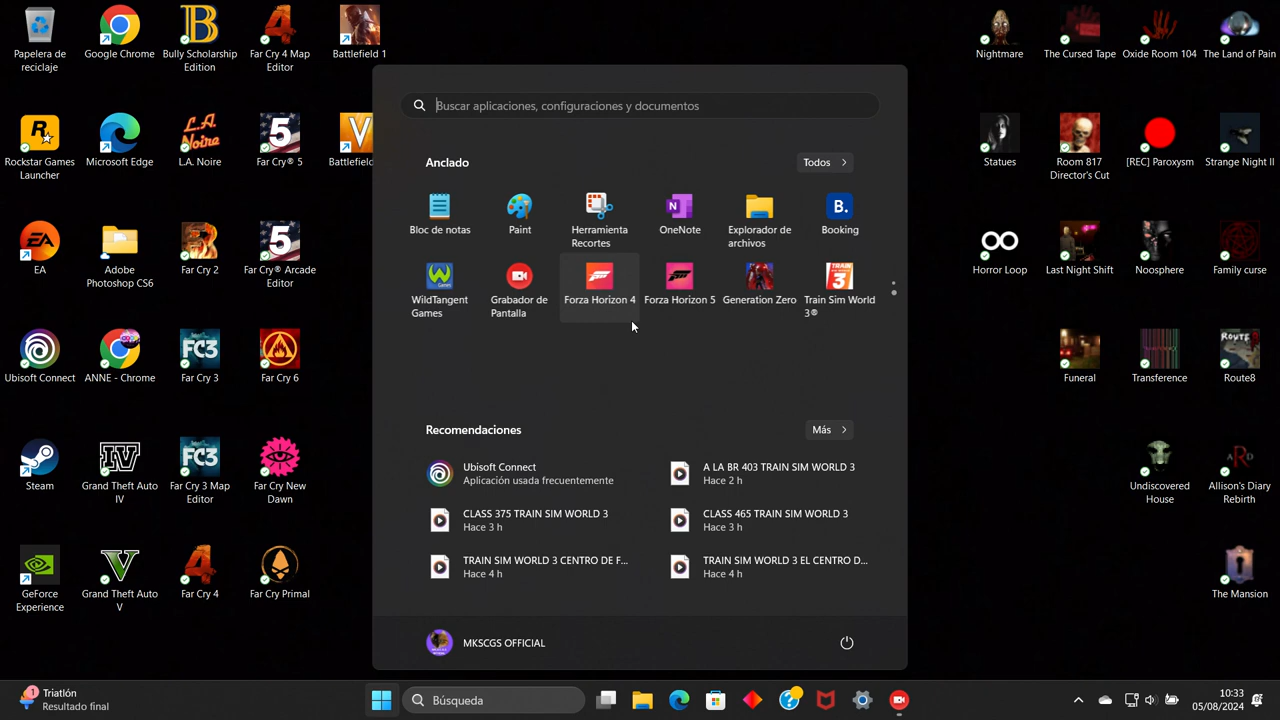 Papelera de
reciclaje
Google Chrome
Bully Scholarship
Edition
Far Cry 4 Map
Editor
Battlefield 1
Nightmare
The Cursed Tape
Oxide Room 104
The Land of Pain
Rockstar Games
Launcher
Microsoft Edge
L.A. Noire
Far Cry® 5
Battlefield
Statues
Room 817
Director's Cut
[REC] Paroxysm
Strange Night II
EA
Adobe
Photoshop CS6
Far Cry 2
Far Cry® Arcade
Editor
Horror Loop
Last Night Shift
Noosphere
Family curse
Ubisoft Connect
ANNE - Chrome
Far Cry 3
Far Cry 6
Funeral
Transference
Route8
Steam
Grand Theft Auto
IV
Far Cry 3 Map
Editor
Far Cry New
Dawn
Undiscovered
House
Allison's Diary
Rebirth
GeForce
Experience
Grand Theft Auto
V
Far Cry 4
Far Cry Primal
The Mansion
Buscar aplicaciones, configuraciones y documentos
Anclado
Todos
Bloc de notas
Paint
Herramienta
Recortes
OneNote
Explorador de
archivos
Booking
WildTangent
Games
Grabador de
Pantalla
Forza Horizon 4
Forza Horizon 5
Generation Zero
Train Sim World
3®
Recomendaciones
Más
Ubisoft Connect
Aplicación usada frecuentemente
A LA BR 403 TRAIN SIM WORLD 3
Hace 2 h
CLASS 375 TRAIN SIM WORLD 3
Hace 3 h
CLASS 465 TRAIN SIM WORLD 3
Hace 3 h
TRAIN SIM WORLD 3 CENTRO DE F...
Hace 4 h
TRAIN SIM WORLD 3 EL CENTRO D...
Hace 4 h
MKSCGS OFFICIAL
1
Triatlón
Resultado final
Búsqueda
10:33
05/08/2024